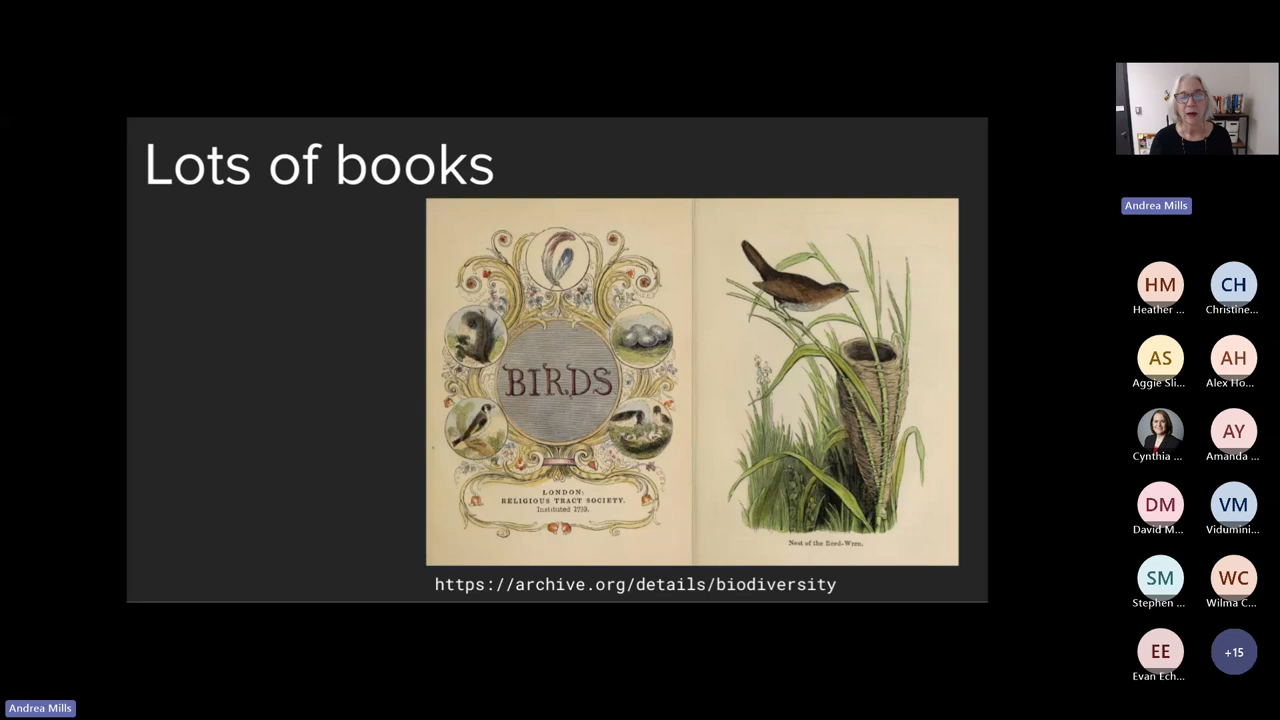 Lots of books
BIRDS
LONDON:
RELIGIOUS TRACT SOCIETY.
Instituted 1799.
Nest of the Reed-Wren.
https://archive.org/details/biodiversity
Andrea Mills
HM
Heather ...
CH
Christine...
AS
Aggie Sli...
AH
Alex Ho...
Cynthia ...
AY
Amanda ...
DM
David M...
VM
Vidumini...
SM
Stephen ...
WC
Wilma C...
EE
Evan Ech...
+15
Andrea Mills